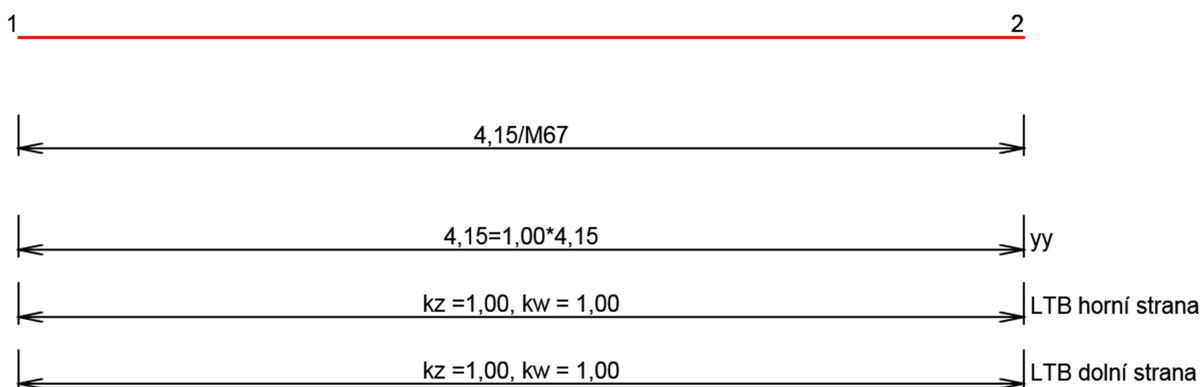 1 2
4,15/M67
4,15=1,00*4,15 yy
kz =1,00, kw = 1,00 LTB horní strana
kz =1,00, kw = 1,00 LTB dolní strana